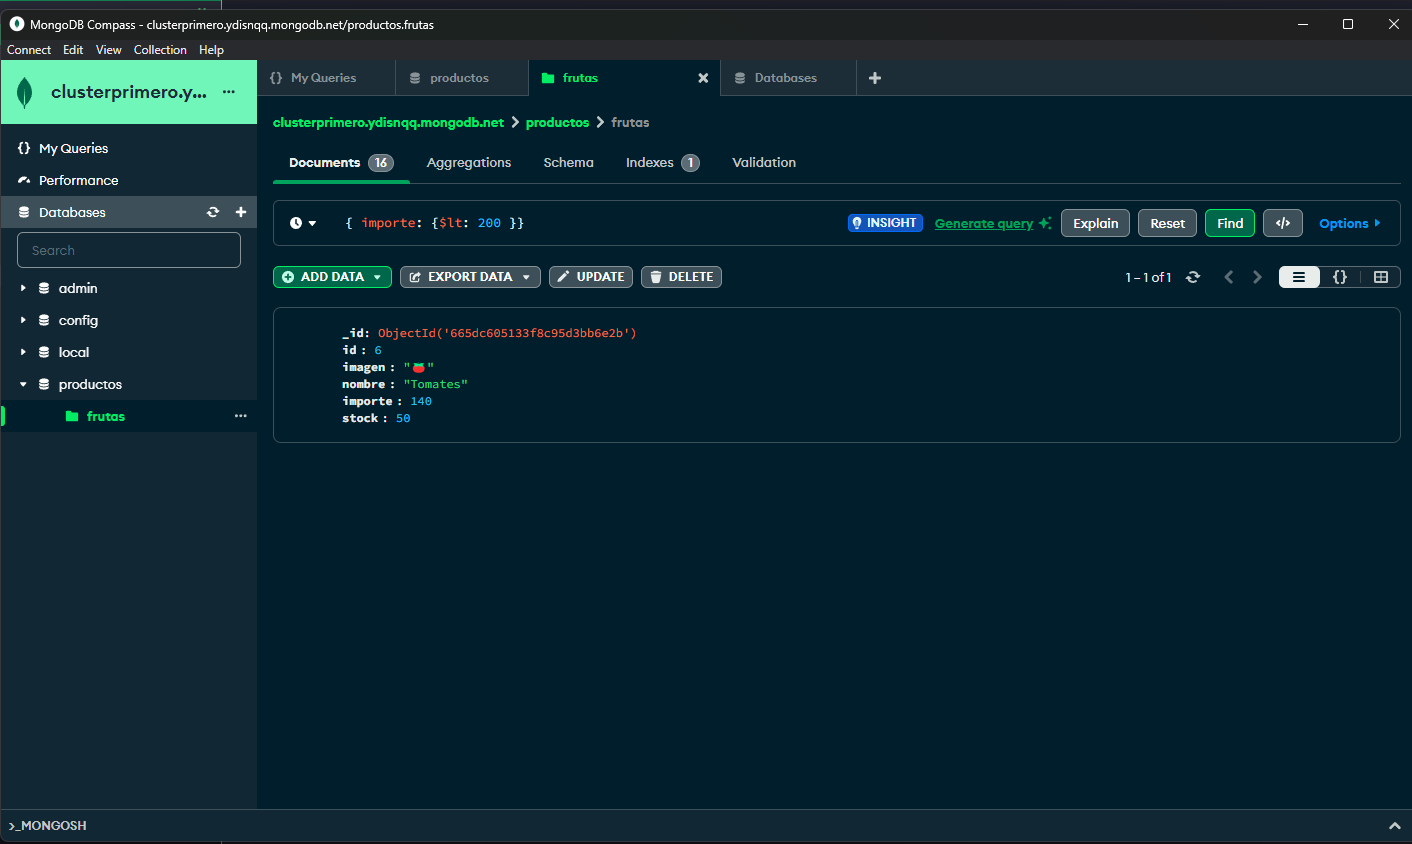 MongoDB Compass - clusterprimero.ydisnqq.mongodb.net/productos.frutas
Connect Edit View Collection Help
clusterprimero.y...
My Queries
productos
frutas
Databases
clusterprimero.ydisnqq.mongodb.net > productos > frutas
My Queries
Performance
Databases
Search
admin
config
local
productos
frutas
Documents 16 Aggregations Schema Indexes 1 Validation
{ importe: {$lt: 200 }}
INSIGHT Generate query Explain Reset Find </> Options
ADD DATA EXPORT DATA UPDATE DELETE
1 – 1 of 1 {}
_id: ObjectId('665dc605133f8c95d3bb6e2b')
id : 6
imagen : "🍅"
nombre : "Tomates"
importe : 140
stock : 50
>_MONGOSH